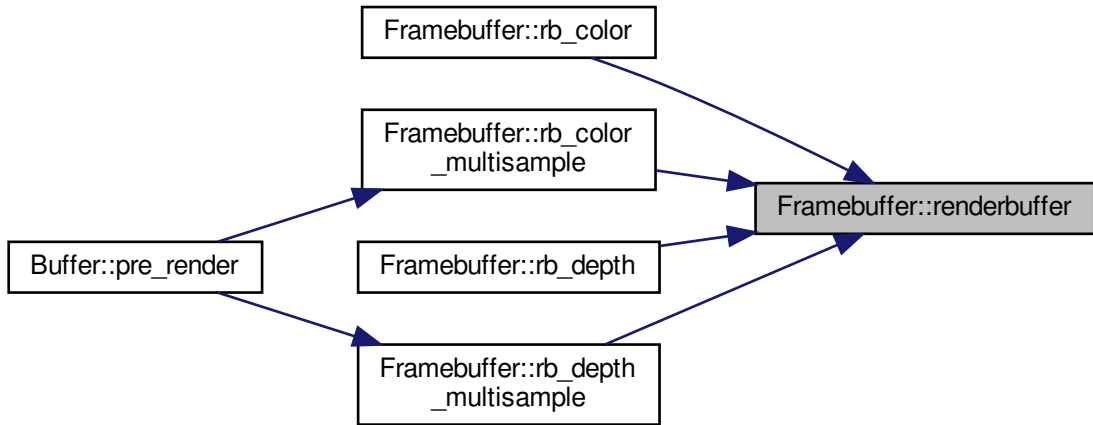 Framebuffer::rb_color
Framebuffer::rb_color
_multisample
Framebuffer::renderbuffer
Buffer::pre_render
Framebuffer::rb_depth
Framebuffer::rb_depth
_multisample